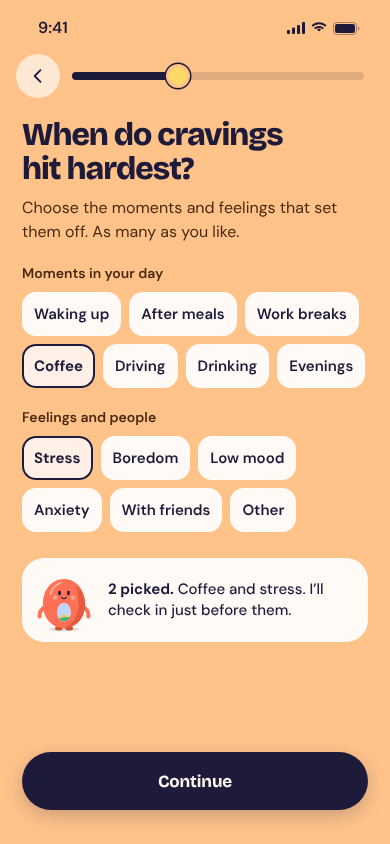 9:41
When do cravings
hit hardest?
Choose the moments and feelings that set
them off. As many as you like.
Moments in your day
Waking up After meals Work breaks
Coffee Driving Drinking Evenings
Feelings and people
Stress Boredom Low mood
Anxiety With friends Other
2 picked. Coffee and stress. I’ll
check in just before them.
Continue